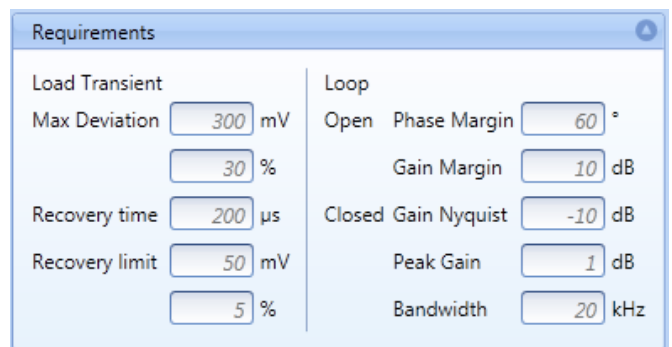 Requirements
Load Transient
Max Deviation 300 mV
30 %
Recovery time 200 µs
Recovery limit 50 mV
5 %
Loop
Open Phase Margin 60 °
Gain Margin 10 dB
Closed Gain Nyquist -10 dB
Peak Gain 1 dB
Bandwidth 20 kHz